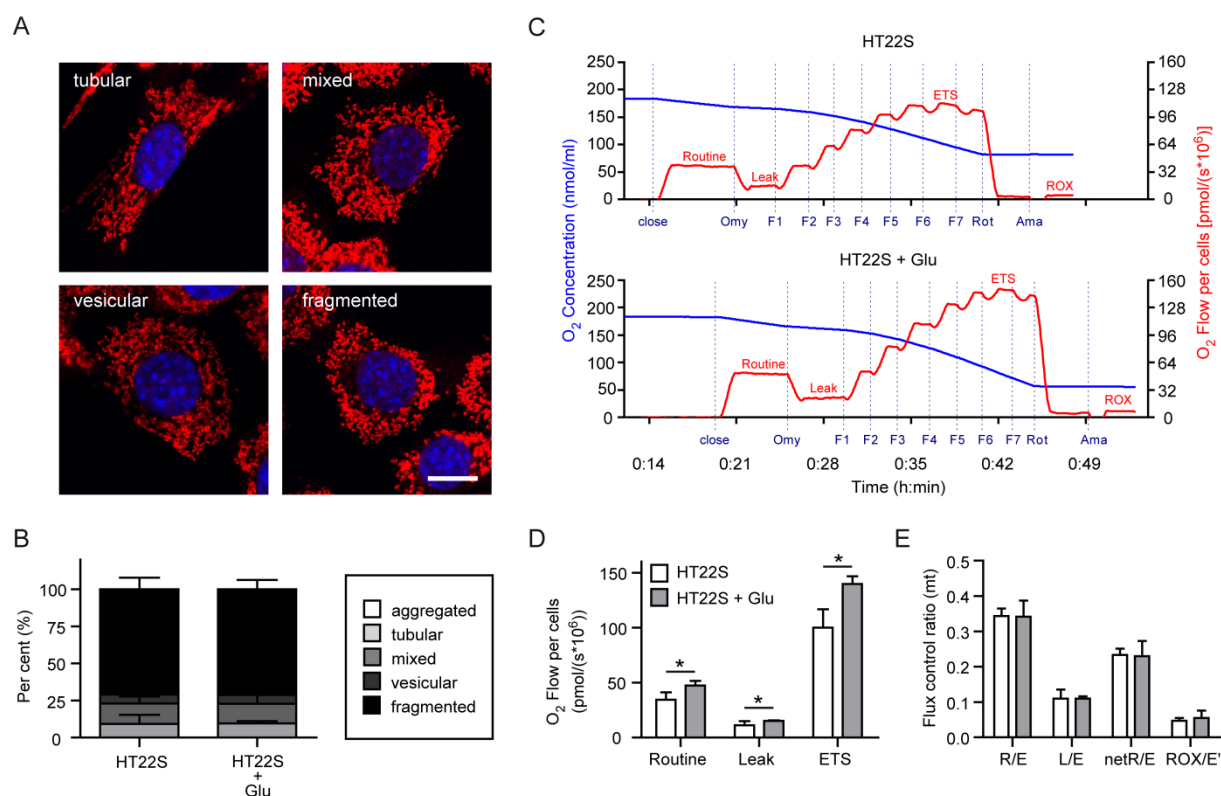 A
tubular
mixed
vesicular
fragmented
B
Per cent (%)
100
75
50
25
0
HT22S
HT22S
+
Glu
aggregated
tubular
mixed
vesicular
fragmented
C
HT22S
O₂ Concentration (nmol/ml)
250
200
150
100
50
0
Routine
Leak
ETS
ROX
160
128
96
64
32
0
O₂ Flow per cells [pmol/(s*10⁶)]
close Omy F1 F2 F3 F4 F5 F6 F7 Rot Ama
HT22S + Glu
250
200
150
100
50
0
Routine
Leak
ETS
ROX
160
128
96
64
32
0
close Omy F1 F2 F3 F4 F5 F6 F7 Rot Ama
0:14 0:21 0:28 0:35 0:42 0:49
Time (h:min)
D
O₂ Flow per cells
(pmol/(s*10⁶))
150
100
50
0
HT22S
HT22S + Glu
* * *
Routine Leak ETS
E
Flux control ratio (mt)
0.5
0.4
0.3
0.2
0.1
0.0
R/E L/E netR/E ROX/E'